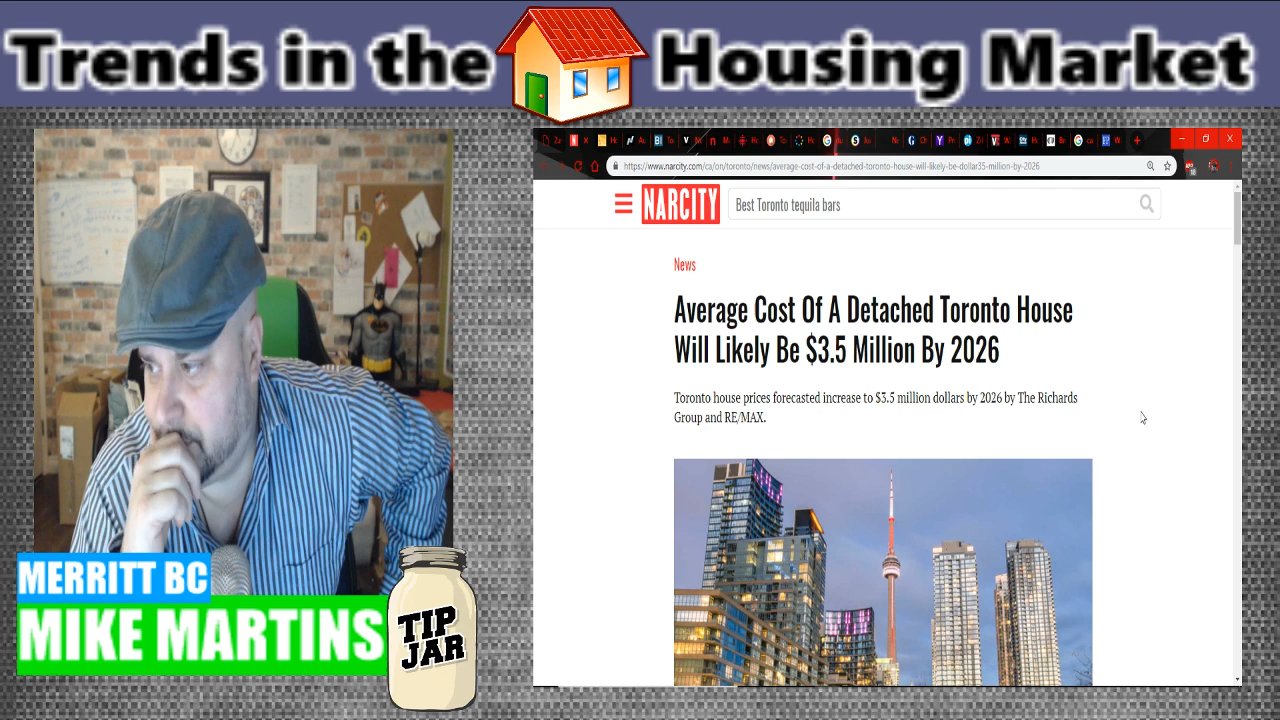 Trends in the Housing Market
https://www.narcity.com/ca/on/toronto/news/average-cost-of-a-detached-toronto-house-will-likely-be-dollar35-million-by-2026
NARCITY
Best Toronto tequila bars
News
Average Cost Of A Detached Toronto House
Will Likely Be $3.5 Million By 2026
Toronto house prices forecasted increase to $3.5 million dollars by 2026 by The Richards
Group and RE/MAX.
MERRITT BC
MIKE MARTINS
TIP
JAR